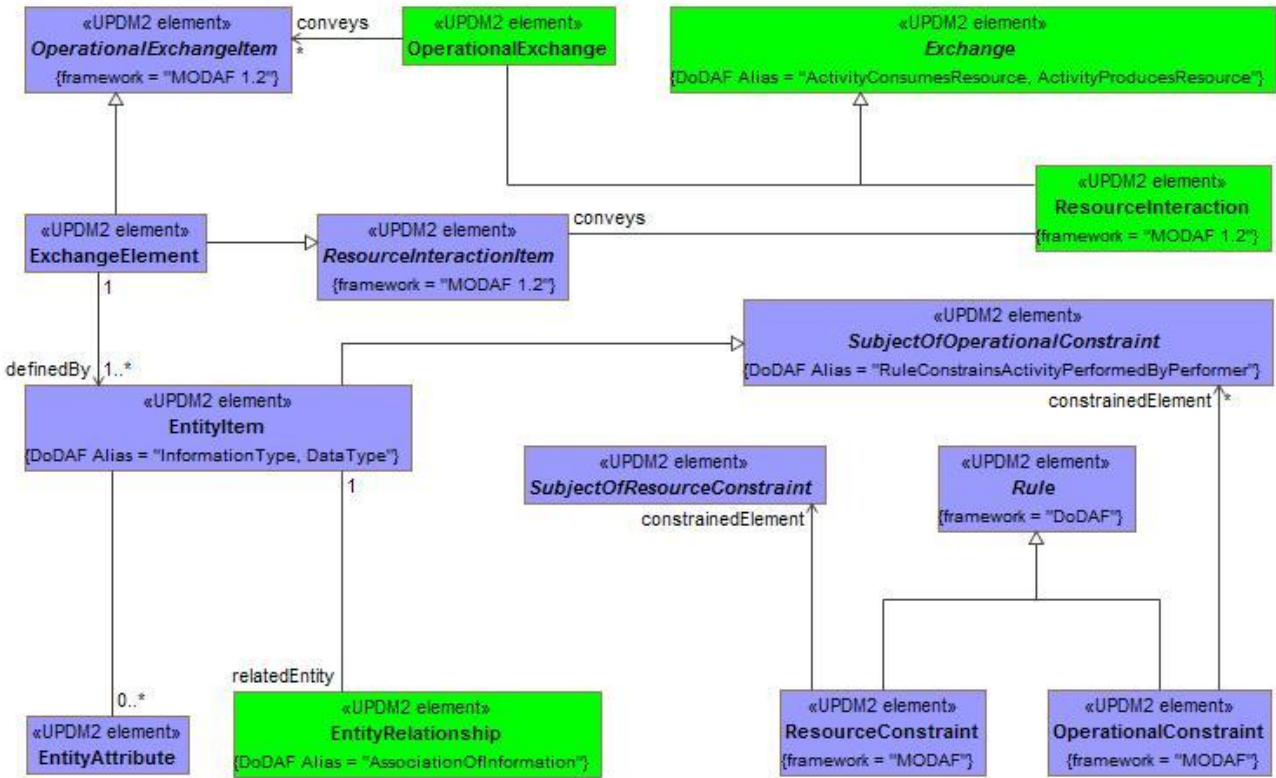 «UPDM2 element»
OperationalExchangeItem
{framework = "MODAF 1.2"}
conveys
*
«UPDM2 element»
OperationalExchange
«UPDM2 element»
Exchange
{DoDAF Alias = "ActivityConsumesResource, ActivityProducesResource"}
«UPDM2 element»
ExchangeElement
1
«UPDM2 element»
ResourceInteractionItem
{framework = "MODAF 1.2"}
conveys
«UPDM2 element»
ResourceInteraction
{framework = "MODAF 1.2"}
definedBy
1..*
«UPDM2 element»
SubjectOfOperationalConstraint
{DoDAF Alias = "RuleConstrainsActivityPerformedByPerformer"}
constrainedElement
*
«UPDM2 element»
EntityItem
{DoDAF Alias = "InformationType, DataType"}
1
«UPDM2 element»
SubjectOfResourceConstraint
constrainedElement
«UPDM2 element»
Rule
{framework = "DoDAF"}
0..*
relatedEntity
«UPDM2 element»
EntityAttribute
«UPDM2 element»
EntityRelationship
{DoDAF Alias = "AssociationOfInformation"}
«UPDM2 element»
ResourceConstraint
{framework = "MODAF"}
«UPDM2 element»
OperationalConstraint
{framework = "MODAF"}